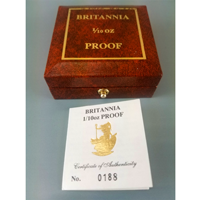 BRITANNIA
1/10 OZ
PROOF
BRITANNIA
1/10oz PROOF
Certificate of Authenticity
No. 0188